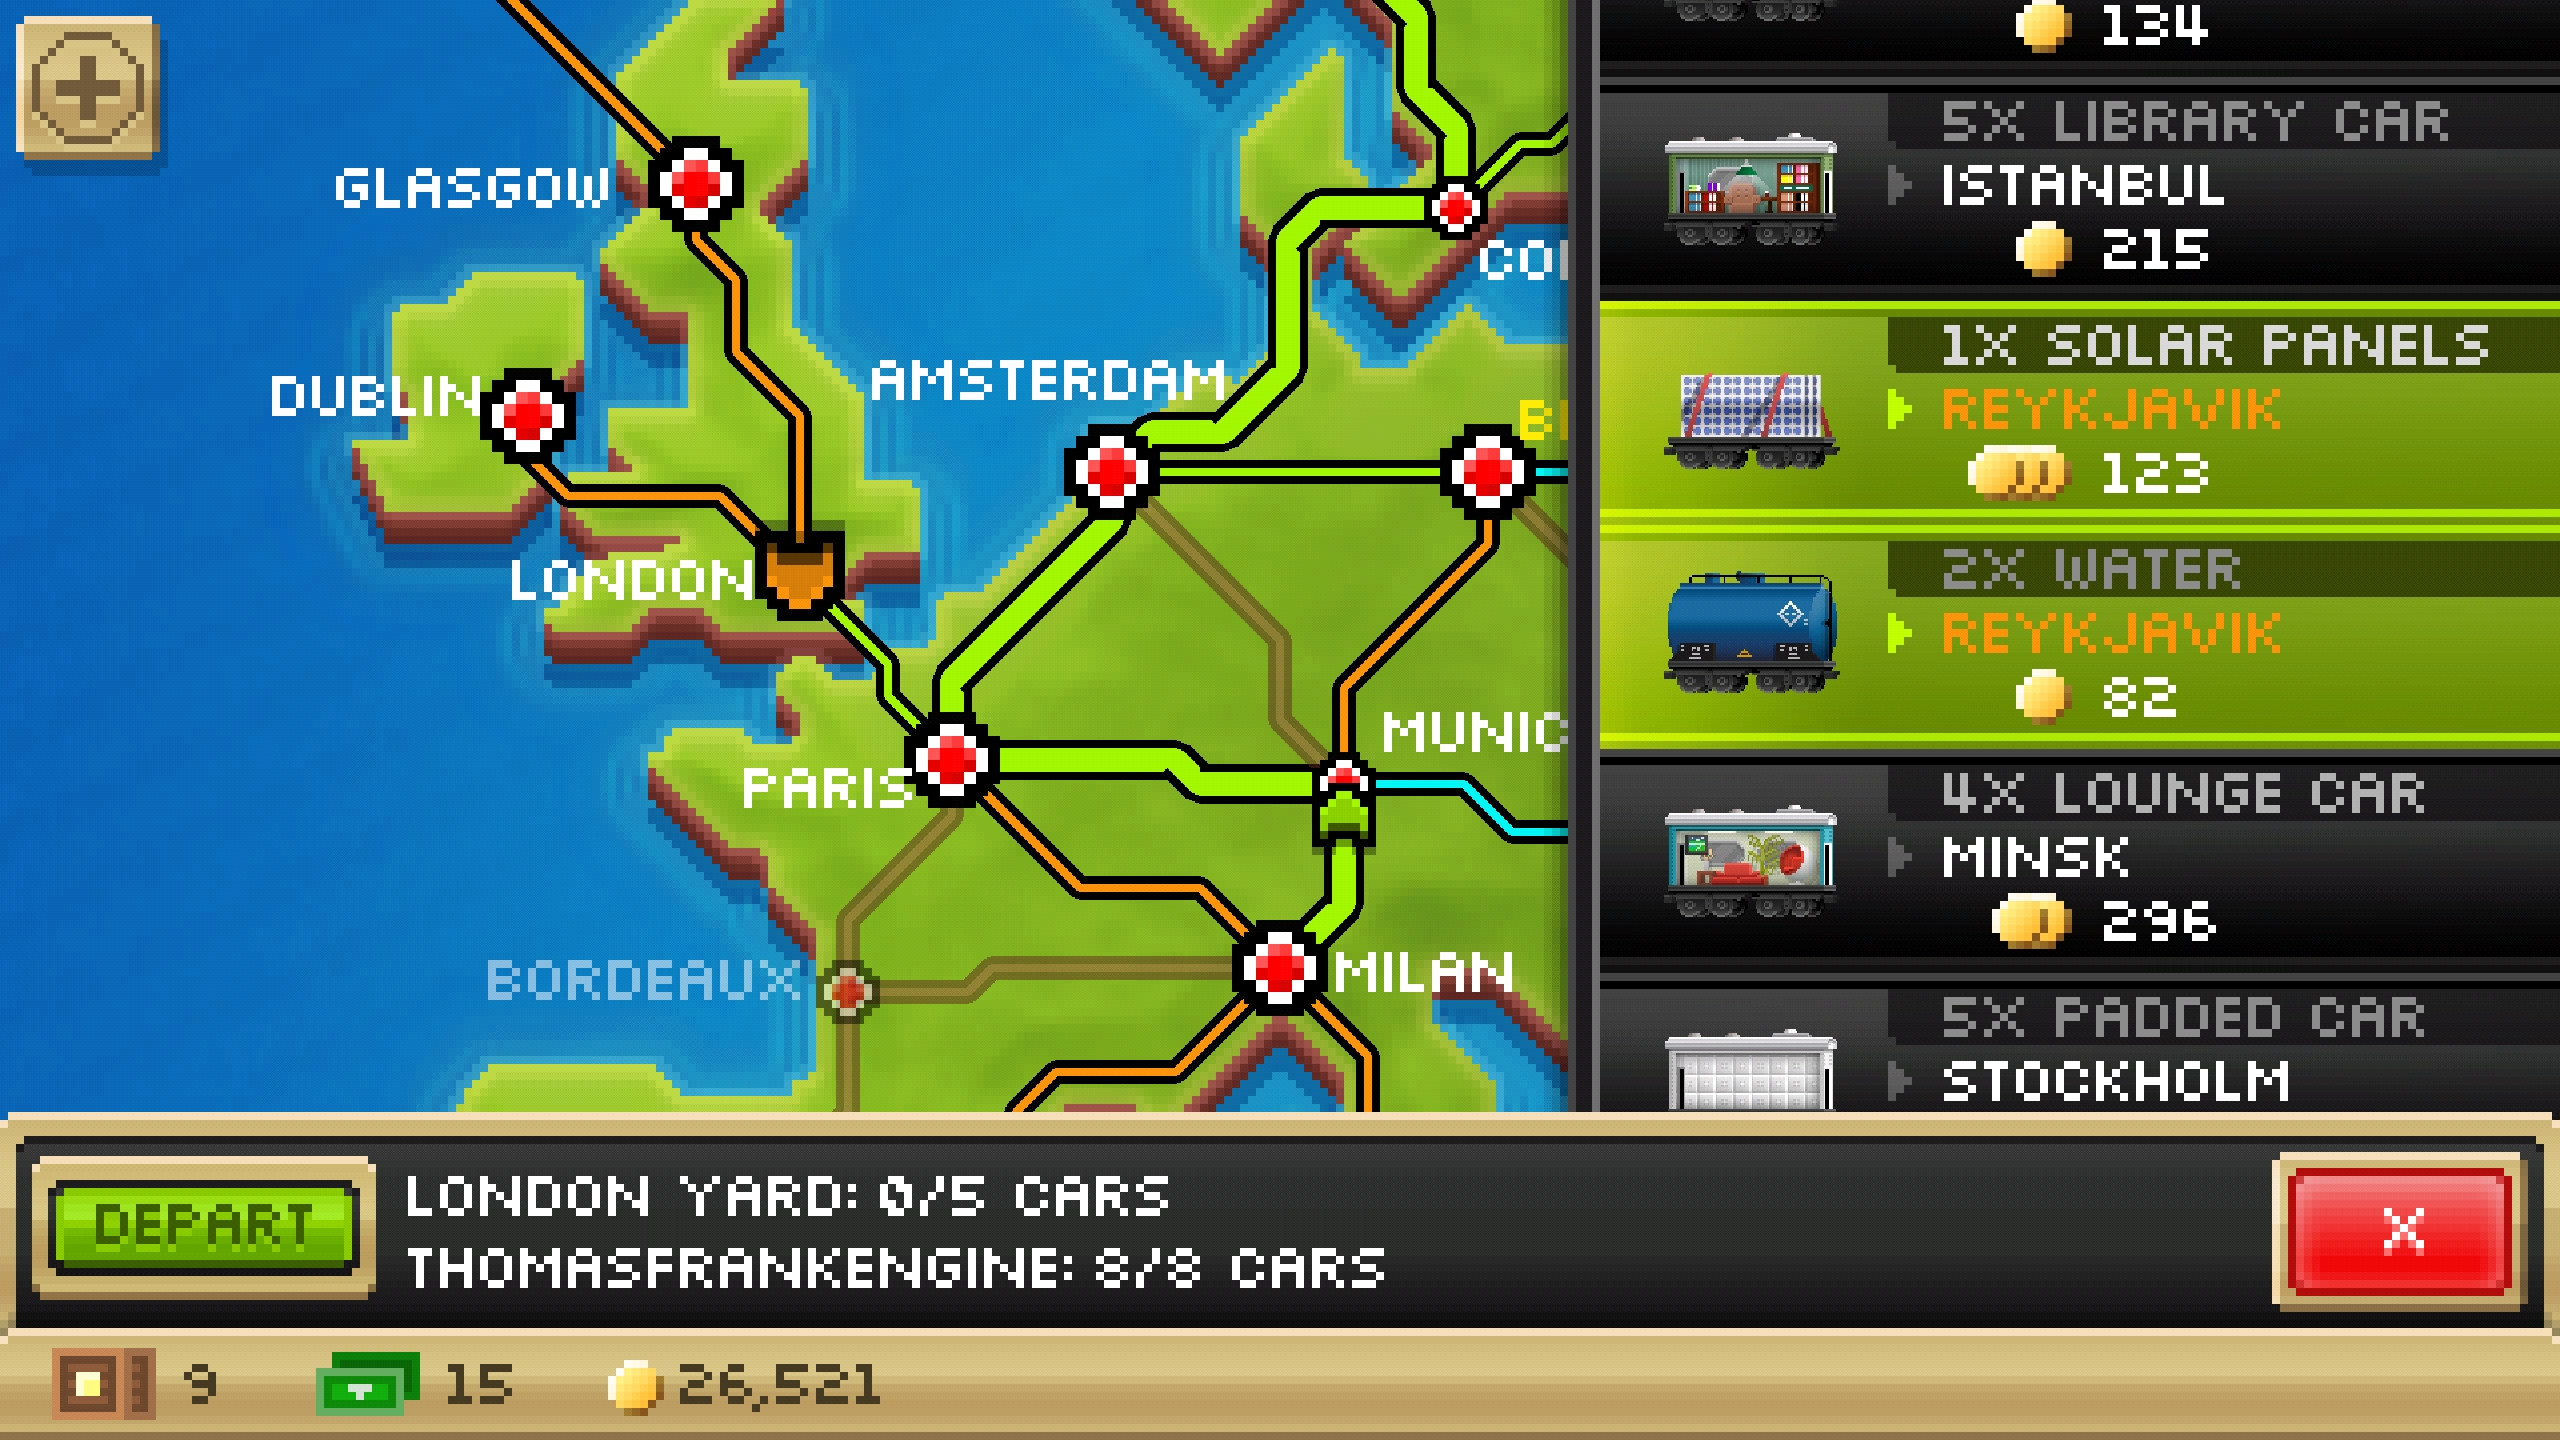 134
5X LIBRARY CAR
ISTANBUL
215
1X SOLAR PANELS
REYKJAVIK
123
2X WATER
REYKJAVIK
82
4X LOUNGE CAR
MINSK
296
5X PADDED CAR
STOCKHOLM
GLASGOW
DUBLIN
AMSTERDAM
LONDON
MUNIC
PARIS
BORDEAUX
MILAN
DEPART
LONDON YARD: 0/5 CARS
THOMASFRANKENGINE: 8/8 CARS
X
9
15
26,521